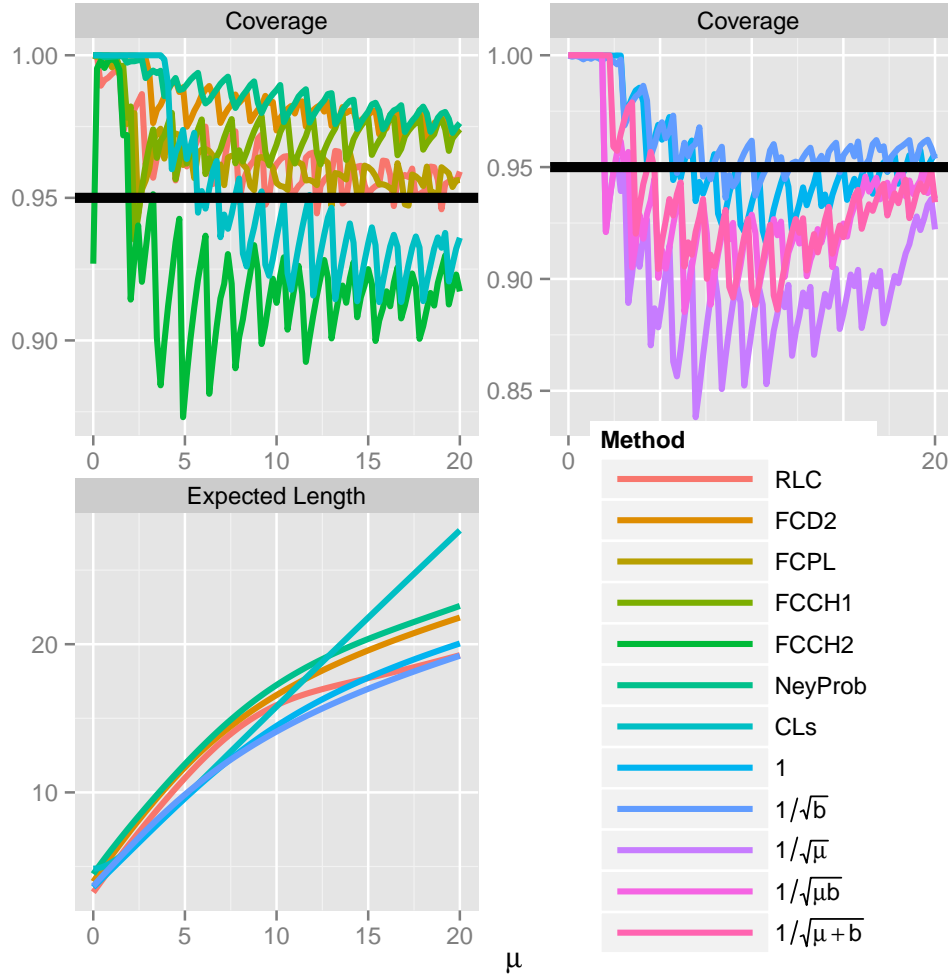 Coverage
1.00
0.95
0.90
0 5 10 15 20
Coverage
1.00
0.95
0.90
0.85
0 20
Expected Length
20
10
0 5 10 15 20
μ
Method
RLC
FCD2
FCPL
FCCH1
FCCH2
NeyProb
CLs
1
1/√b
1/√μ
1/√μb
1/√μ + b